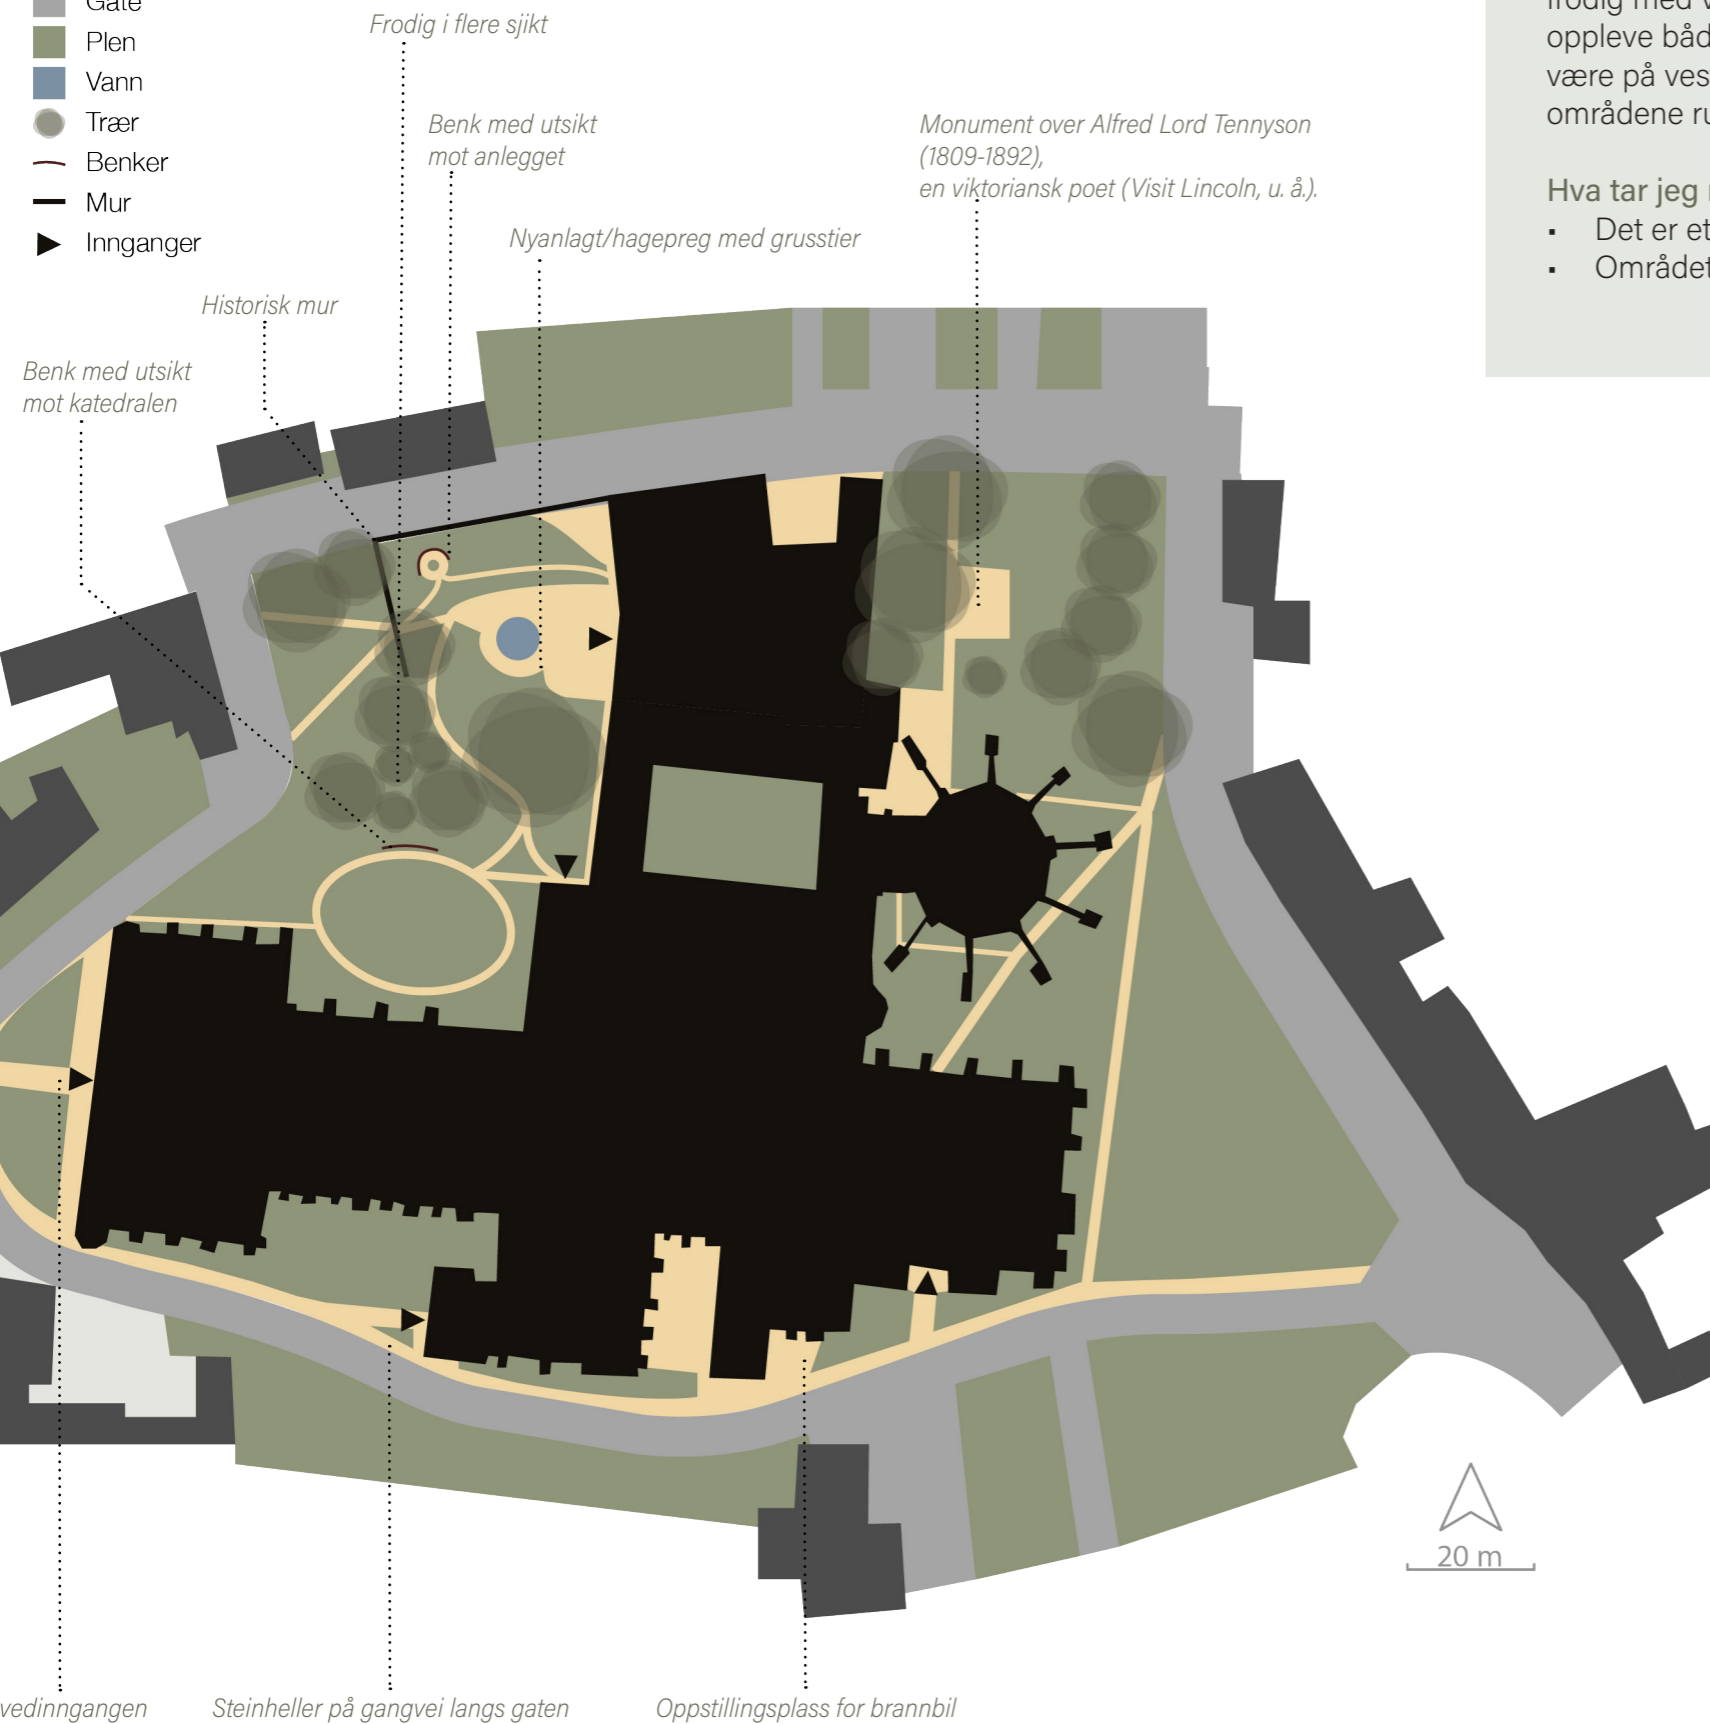 Gate
Plen
Vann
Trær
Benker
Mur
Innganger
Frodig i flere sjikt
Benk med utsikt
mot anlegget
Monument over Alfred Lord Tennyson
(1809-1892),
en viktoriansk poet (Visit Lincoln, u. å.).
Nyanlagt/hagepreg med grusstier
Historisk mur
Benk med utsikt
mot katedralen
frodig med v
oppleve båd
være på ves
områdene ru
Hva tar jeg
• Det er et
• Området
20 m
vedinngangen
Steinheller på gangvei langs gaten
Oppstillingsplass for brannbil